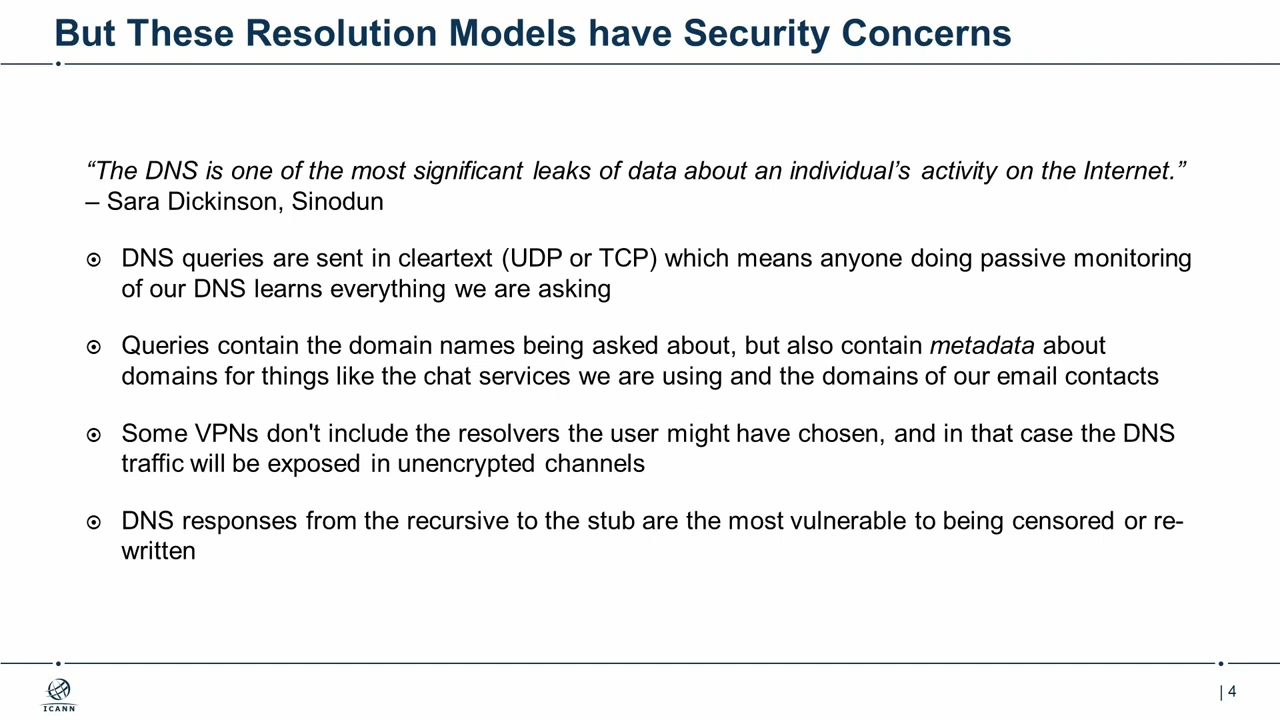 But These Resolution Models have Security Concerns
“The DNS is one of the most significant leaks of data about an individual’s activity on the Internet.”
– Sara Dickinson, Sinodun
DNS queries are sent in cleartext (UDP or TCP) which means anyone doing passive monitoring
of our DNS learns everything we are asking
Queries contain the domain names being asked about, but also contain metadata about
domains for things like the chat services we are using and the domains of our email contacts
Some VPNs don't include the resolvers the user might have chosen, and in that case the DNS
traffic will be exposed in unencrypted channels
DNS responses from the recursive to the stub are the most vulnerable to being censored or re-
written
ICANN
| 4